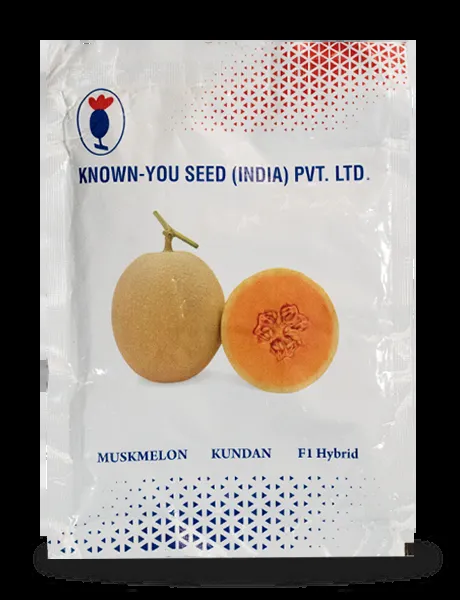 KNOWN-YOU SEED (INDIA) PVT. LTD.
MUSKMELON KUNDAN F1 Hybrid